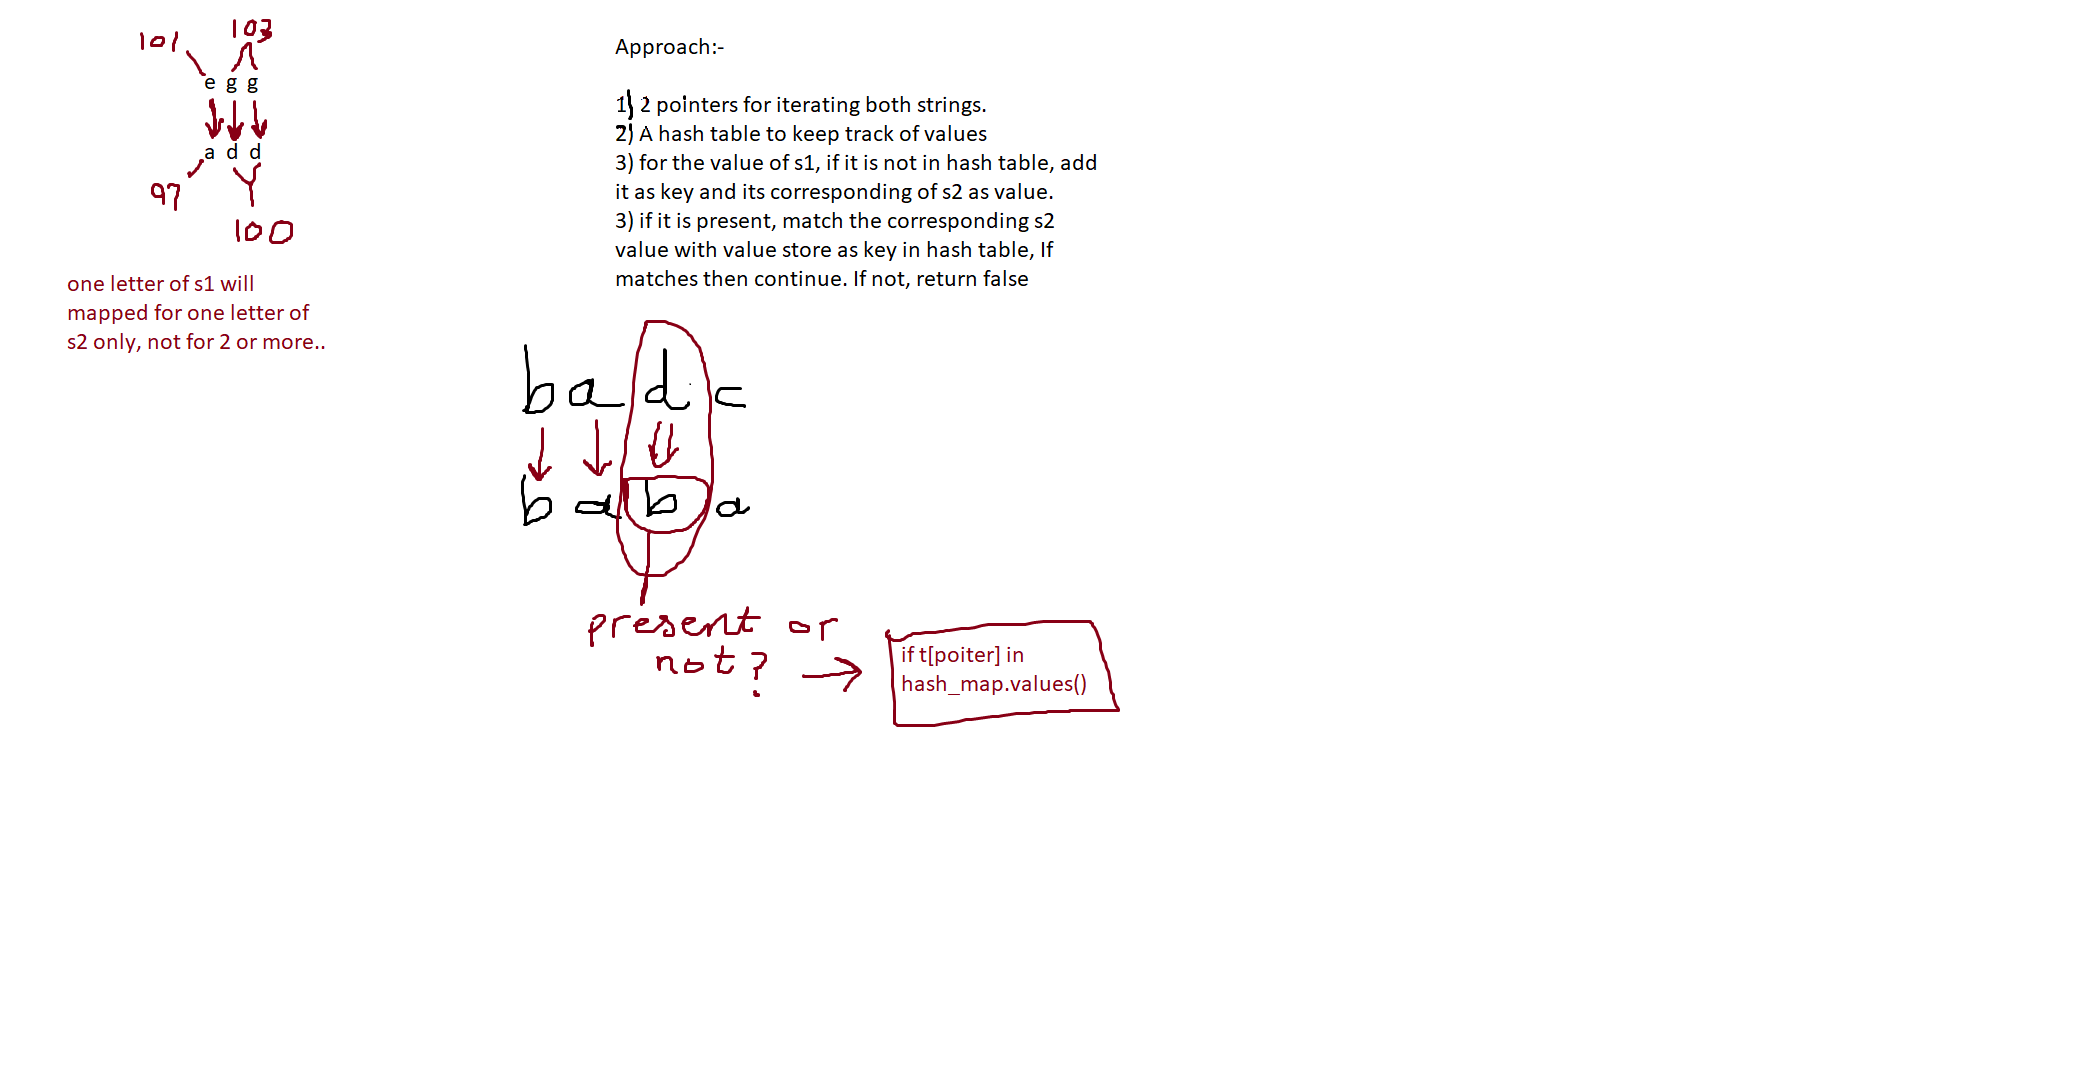 101 103
e g g
a d d
97
100
one letter of s1 will
mapped for one letter of
s2 only, not for 2 or more..
Approach:-
1) 2 pointers for iterating both strings.
2) A hash table to keep track of values
3) for the value of s1, if it is not in hash table, add
it as key and its corresponding of s2 as value.
3) if it is present, match the corresponding s2
value with value store as key in hash table, If
matches then continue. If not, return false
b a d c
b a b a
present or
not?
if t[poiter] in
hash_map.values()